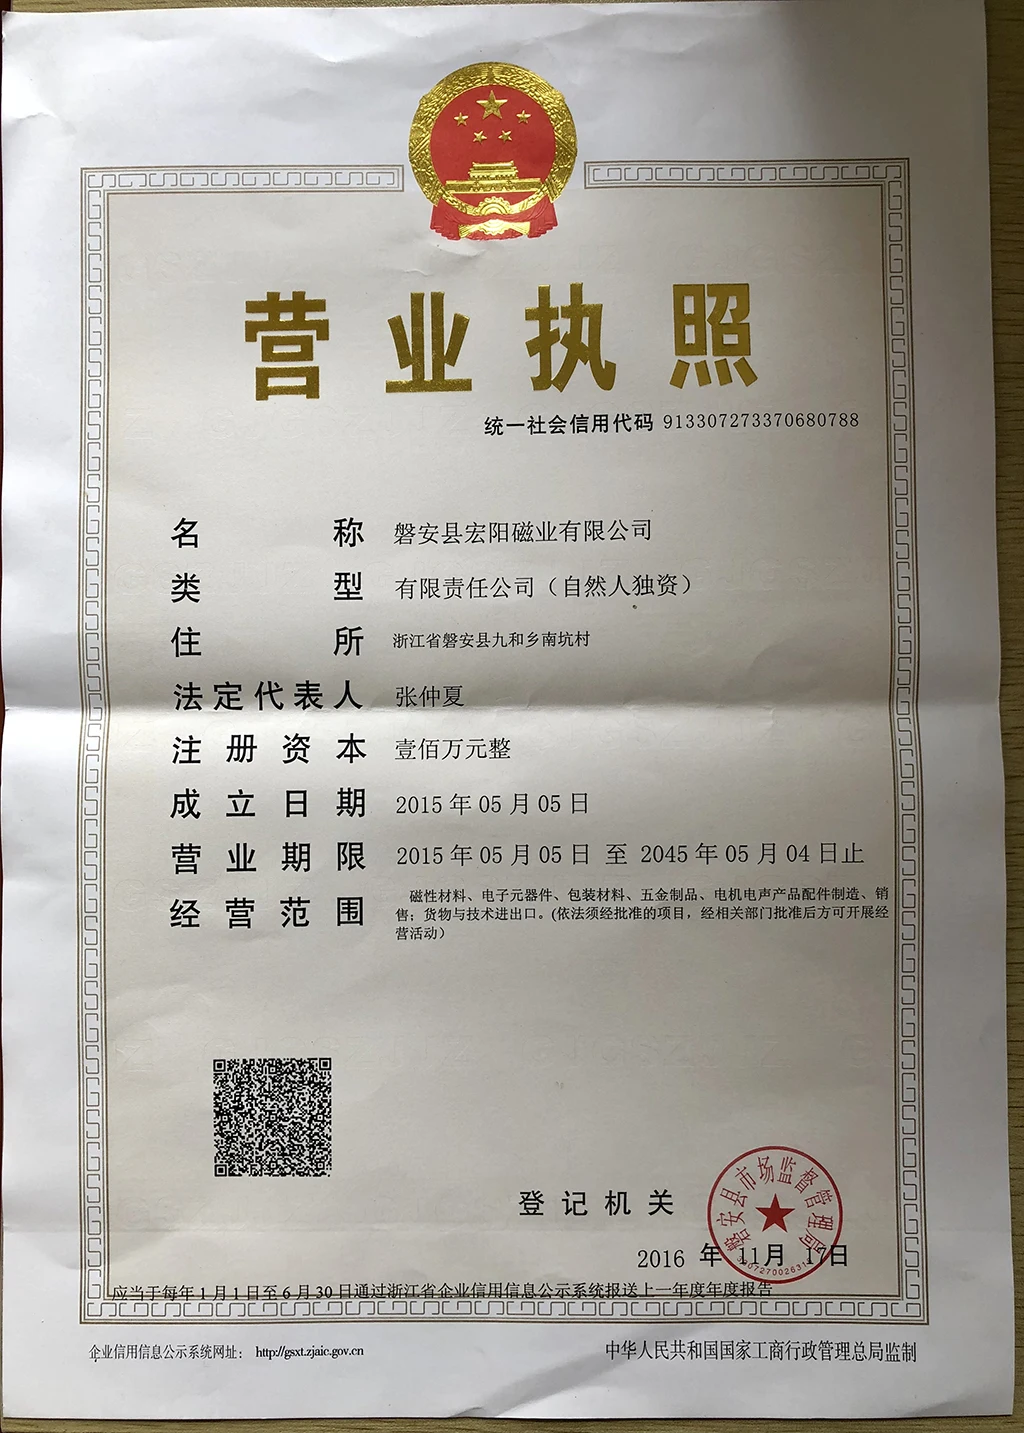 营业执照
统一社会信用代码 913307273370680788
名称 磐安县宏阳磁业有限公司
类型 有限责任公司（自然人独资）
住所 浙江省磐安县九和乡南坑村
法定代表人 张仲夏
注册资本 壹佰万元整
成立日期 2015年05月05日
营业期限 2015年05月05日 至 2045年05月04日止
经营范围 磁性材料、电子元器件、包装材料、五金制品、电机电声产品配件制造、销
售；货物与技术进出口。(依法须经批准的项目，经相关部门批准后方可开展经
营活动）
磐安县市场监督管理局
登记机关
2016 年 11月 17日
应当于每年1月1日至6月30日通过浙江省企业信用信息公示系统报送上一年度年度报告
企业信用信息公示系统网址： http://gsxt.zjaic.gov.cn
中华人民共和国国家工商行政管理总局监制